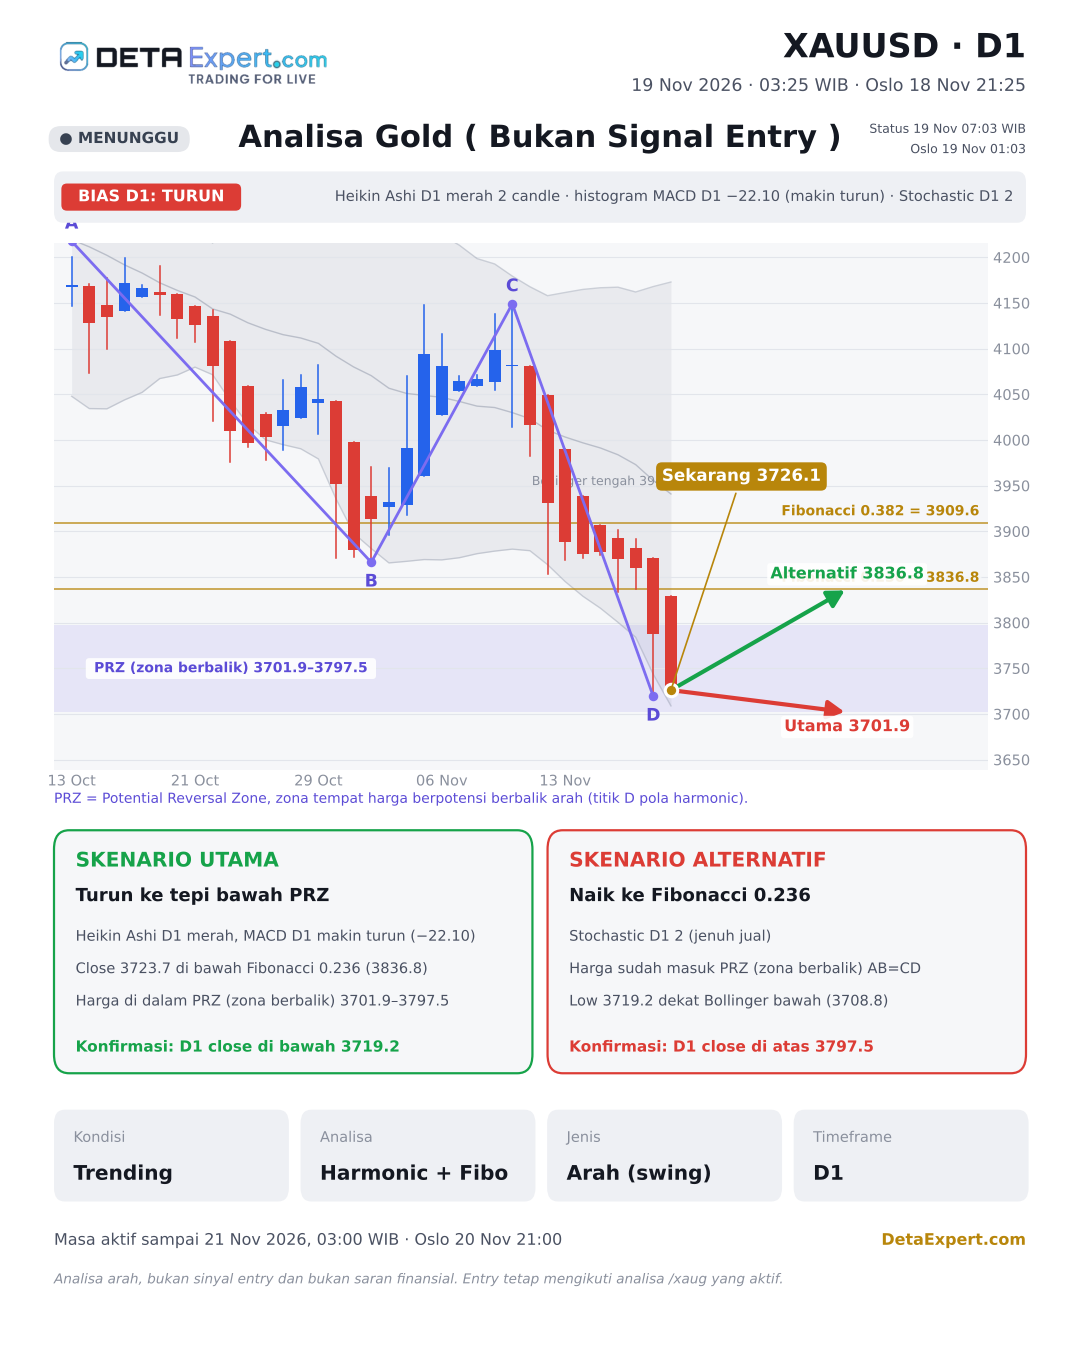 DETA Expert.com
TRADING FOR LIVE
XAUUSD · D1
19 Nov 2026 · 03:25 WIB · Oslo 18 Nov 21:25
● MENUNGGU
Analisa Gold ( Bukan Signal Entry )
Status 19 Nov 07:03 WIB
Oslo 19 Nov 01:03
BIAS D1: TURUN
Heikin Ashi D1 merah 2 candle · histogram MACD D1 −22.10 (makin turun) · Stochastic D1 2
A
4200
4150
C
4100
4050
4000
Bollinger tengah 39
Sekarang 3726.1
3950
Fibonacci 0.382 = 3909.6
3900
Alternatif 3836.8
3836.8
3850
B
3800
PRZ (zona berbalik) 3701.9–3797.5
3750
D
3700
Utama 3701.9
3650
13 Oct 21 Oct 29 Oct 06 Nov 13 Nov
PRZ = Potential Reversal Zone, zona tempat harga berpotensi berbalik arah (titik D pola harmonic).
SKENARIO UTAMA
Turun ke tepi bawah PRZ
Heikin Ashi D1 merah, MACD D1 makin turun (−22.10)
Close 3723.7 di bawah Fibonacci 0.236 (3836.8)
Harga di dalam PRZ (zona berbalik) 3701.9–3797.5
Konfirmasi: D1 close di bawah 3719.2
SKENARIO ALTERNATIF
Naik ke Fibonacci 0.236
Stochastic D1 2 (jenuh jual)
Harga sudah masuk PRZ (zona berbalik) AB=CD
Low 3719.2 dekat Bollinger bawah (3708.8)
Konfirmasi: D1 close di atas 3797.5
Kondisi
Trending
Analisa
Harmonic + Fibo
Jenis
Arah (swing)
Timeframe
D1
Masa aktif sampai 21 Nov 2026, 03:00 WIB · Oslo 20 Nov 21:00
DetaExpert.com
Analisa arah, bukan sinyal entry dan bukan saran finansial. Entry tetap mengikuti analisa /xaug yang aktif.